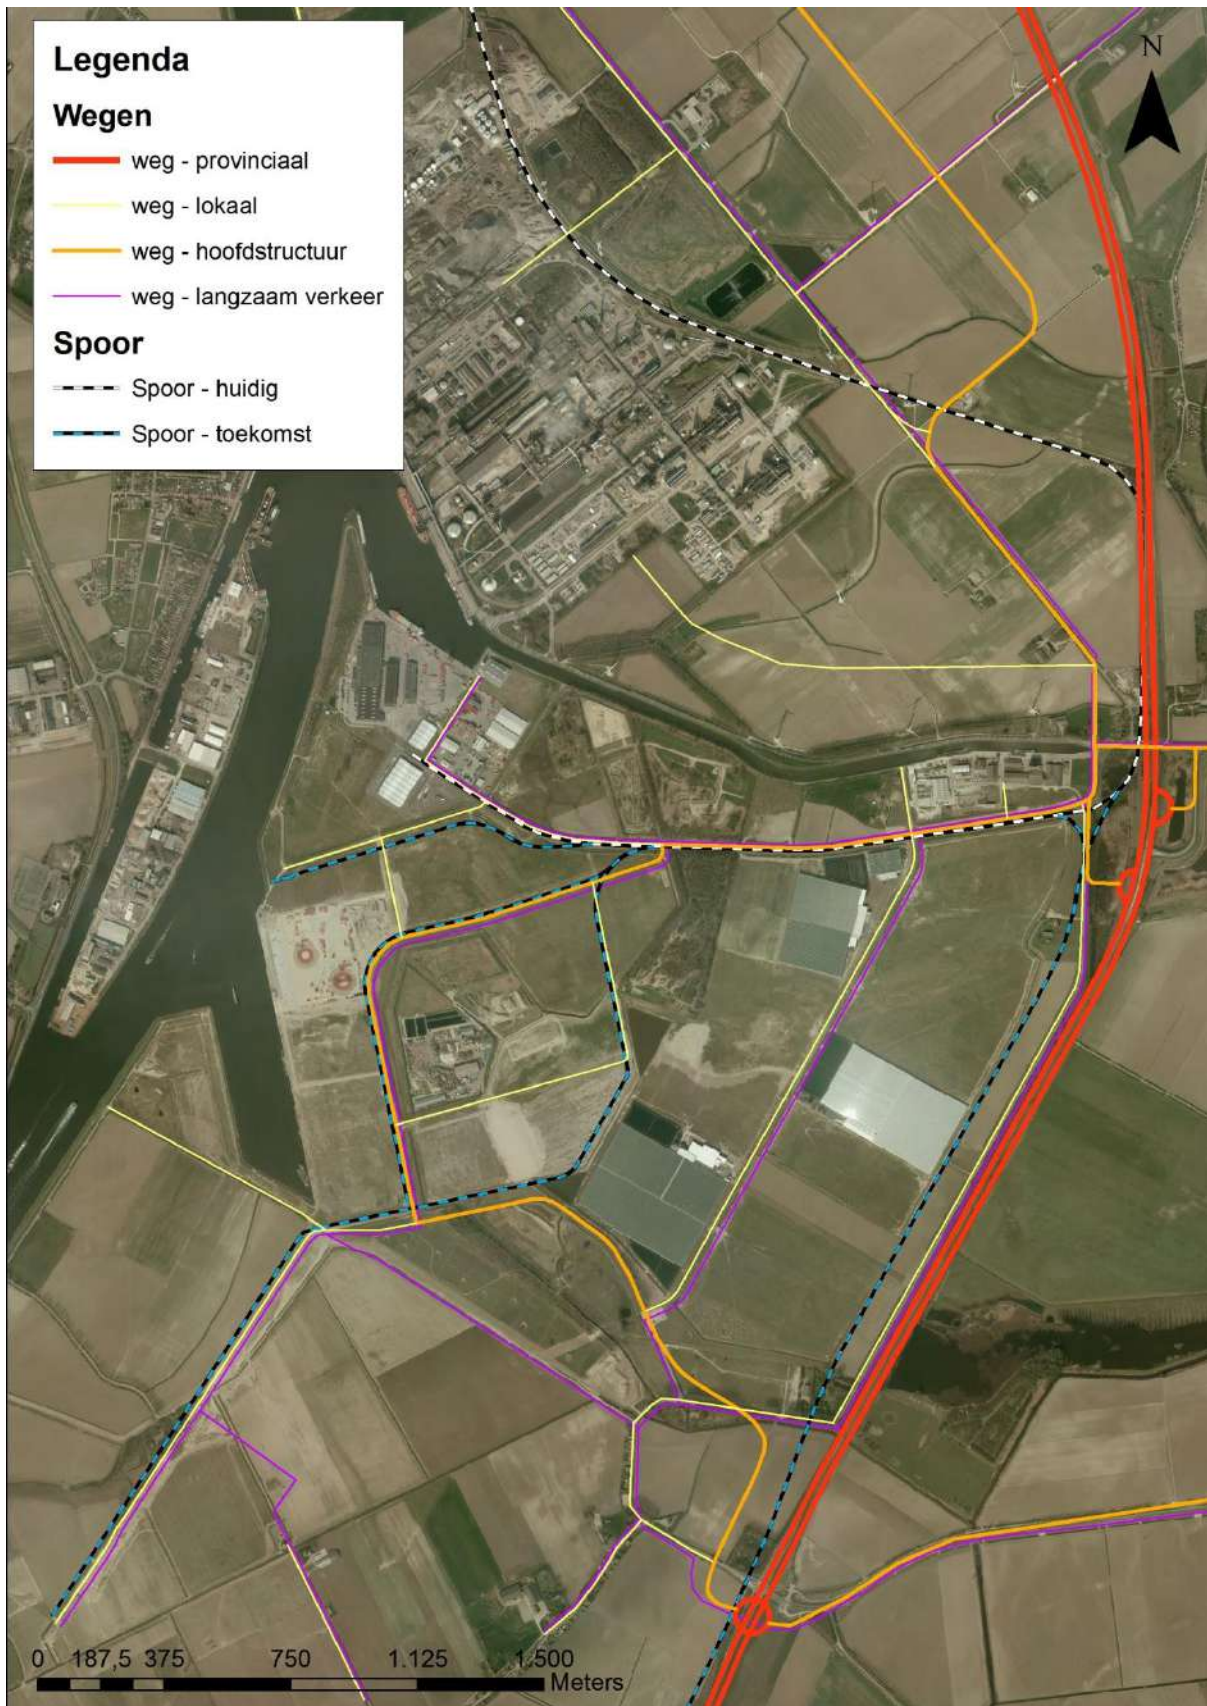 Legenda
Wegen
weg - provinciaal
weg - lokaal
weg - hoofdstructuur
weg - langzaam verkeer
Spoor
Spoor - huidig
Spoor - toekomst
N
0 187,5 375 750 1.125 1.500
Meters